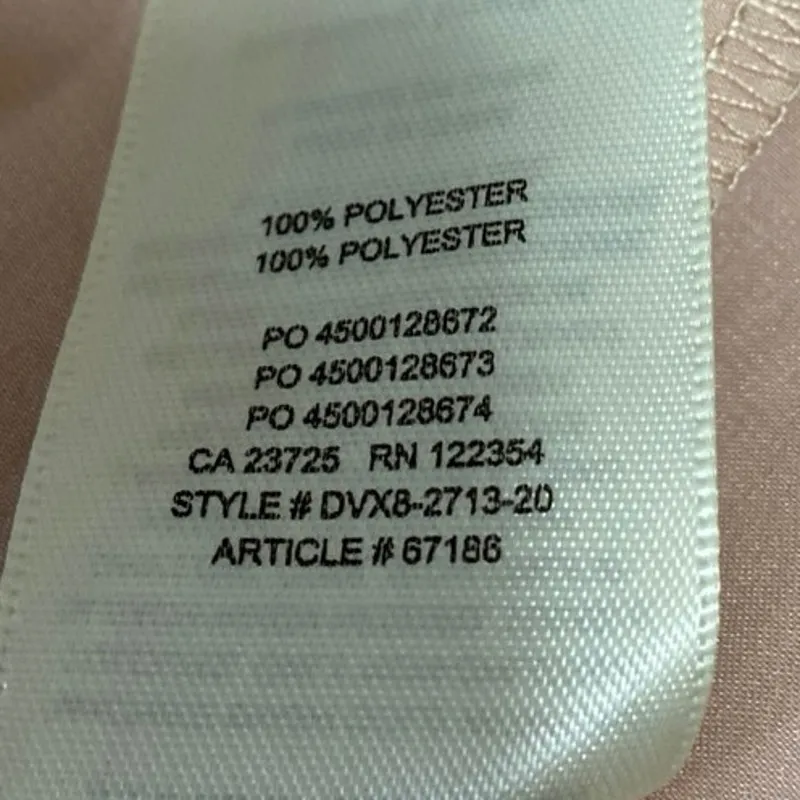 100% POLYESTER
100% POLYESTER
PO 4500128672
PO 4500128673
PO 4500128674
CA 23725 RN 122354
STYLE # DVX8-2713-20
ARTICLE # 67186